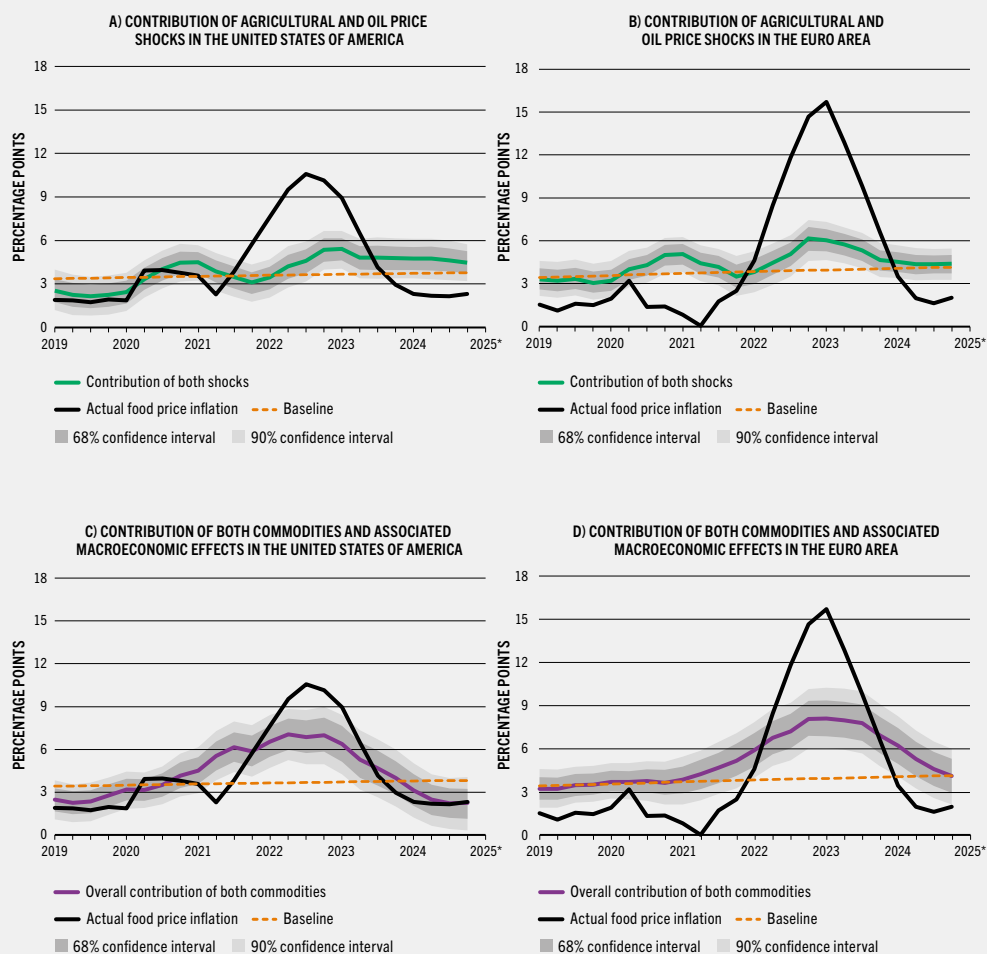 A) CONTRIBUTION OF AGRICULTURAL AND OIL PRICE
SHOCKS IN THE UNITED STATES OF AMERICA
PERCENTAGE POINTS
18
15
12
9
6
3
0
2019 2020 2021 2022 2023 2024 2025*
Contribution of both shocks
Actual food price inflation Baseline
68% confidence interval 90% confidence interval
B) CONTRIBUTION OF AGRICULTURAL AND
OIL PRICE SHOCKS IN THE EURO AREA
PERCENTAGE POINTS
18
15
12
9
6
3
0
2019 2020 2021 2022 2023 2024 2025*
Contribution of both shocks
Actual food price inflation Baseline
68% confidence interval 90% confidence interval
C) CONTRIBUTION OF BOTH COMMODITIES AND ASSOCIATED
MACROECONOMIC EFFECTS IN THE UNITED STATES OF AMERICA
PERCENTAGE POINTS
18
15
12
9
6
3
0
2019 2020 2021 2022 2023 2024 2025*
Overall contribution of both commodities
Actual food price inflation Baseline
68% confidence interval 90% confidence interval
D) CONTRIBUTION OF BOTH COMMODITIES AND ASSOCIATED
MACROECONOMIC EFFECTS IN THE EURO AREA
PERCENTAGE POINTS
18
15
12
9
6
3
0
2019 2020 2021 2022 2023 2024 2025*
Overall contribution of both commodities
Actual food price inflation Baseline
68% confidence interval 90% confidence interval